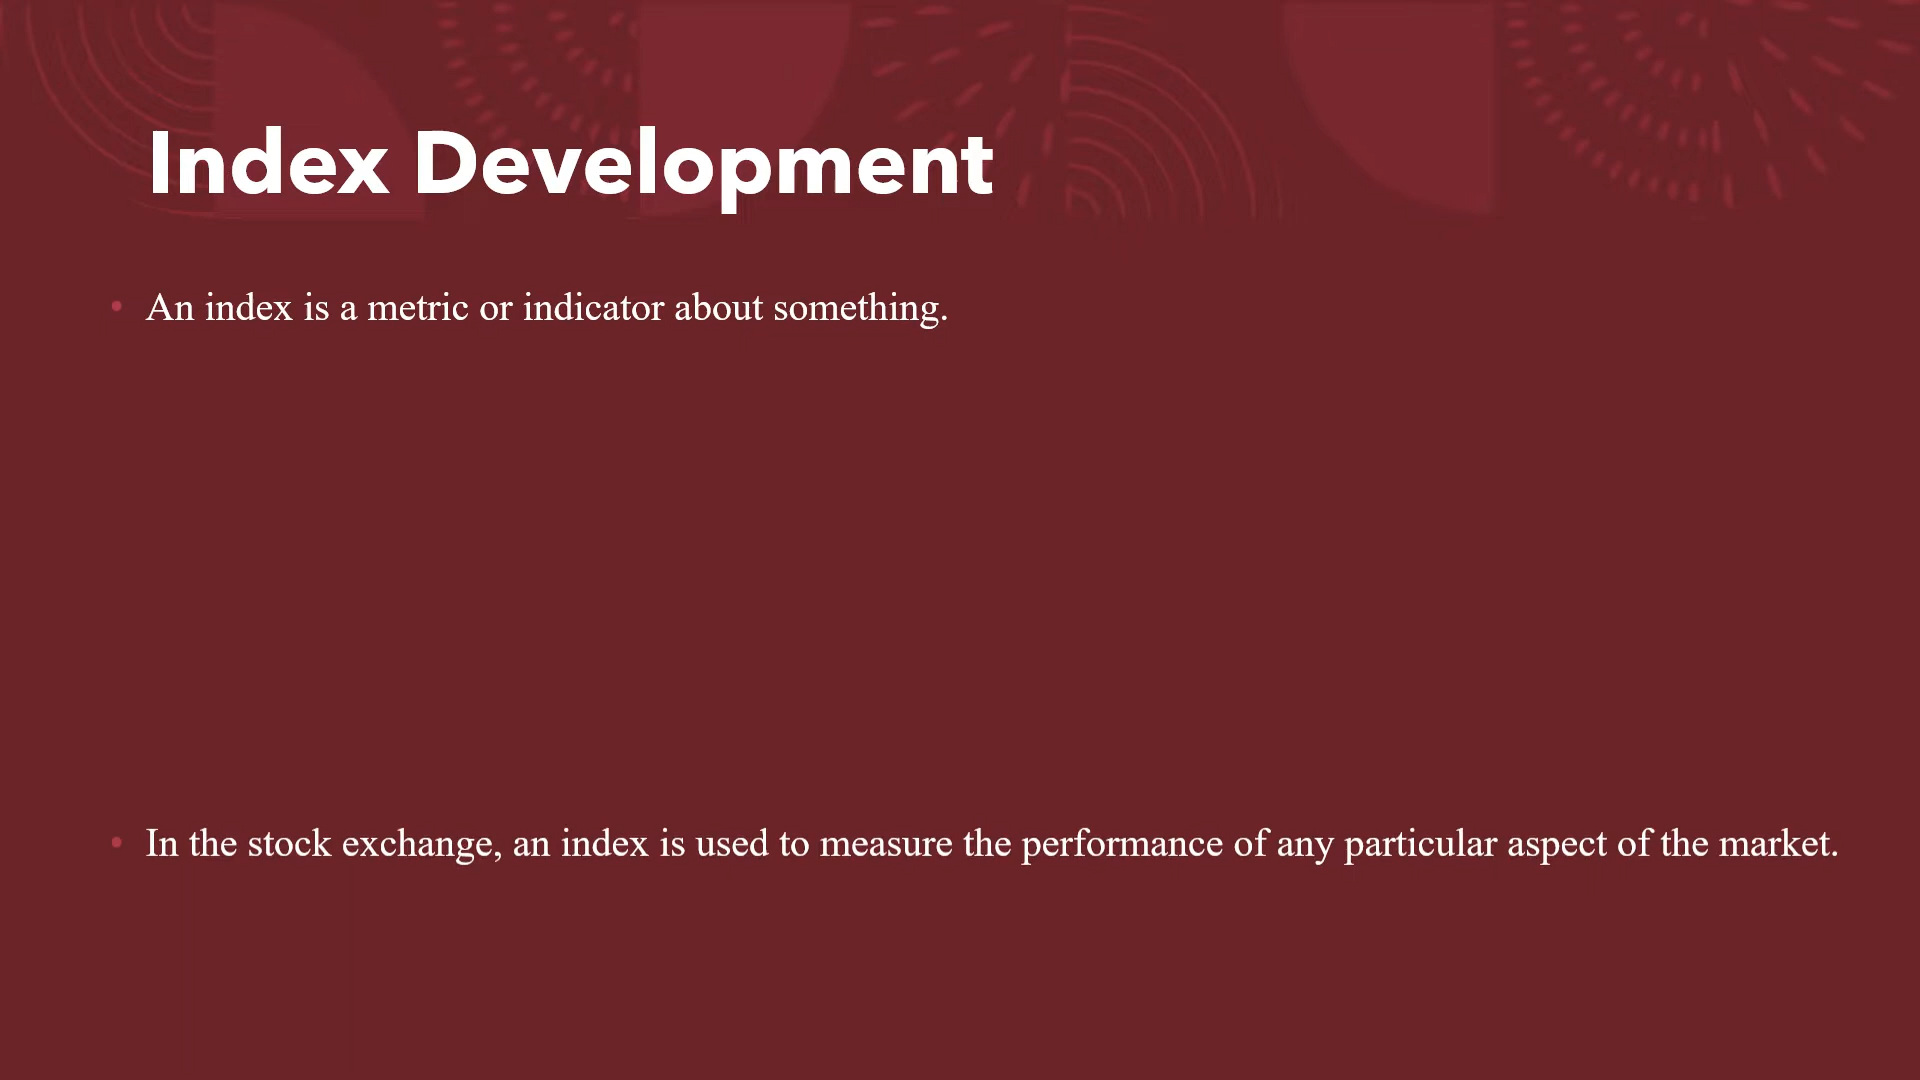 Index Development
• An index is a metric or indicator about something.
• In the stock exchange, an index is used to measure the performance of any particular aspect of the market.